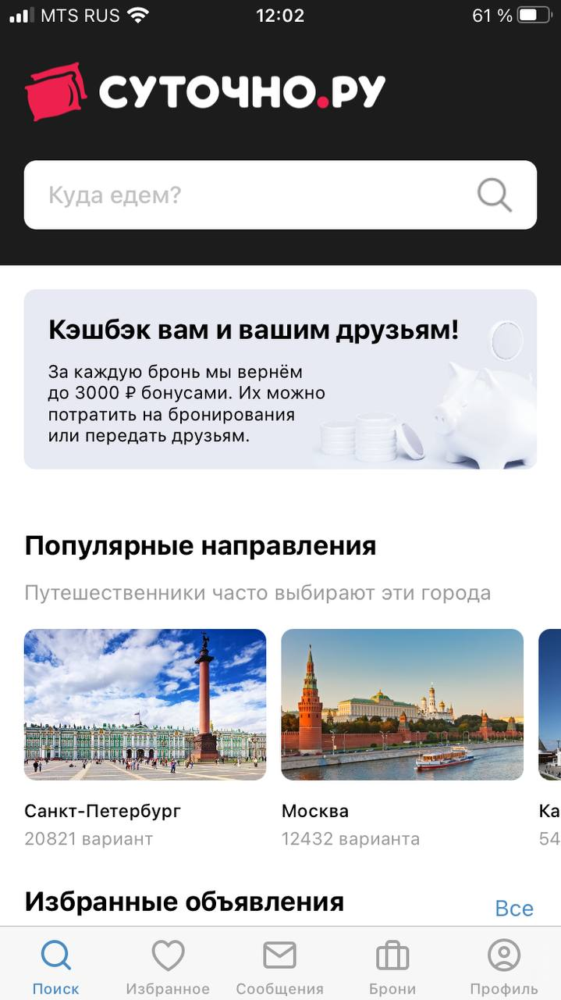 MTS RUS 12:02 61 %
СУТОЧНО.РУ
Куда едем?
Кэшбэк вам и вашим друзьям!
За каждую бронь мы вернём
до 3000 ₽ бонусами. Их можно
потратить на бронирования
или передать друзьям.
Популярные направления
Путешественники часто выбирают эти города
Санкт-Петербург
20821 вариант
Москва
12432 варианта
Ка
54
Избранные объявления
Все
Поиск Избранное Сообщения Брони Профиль